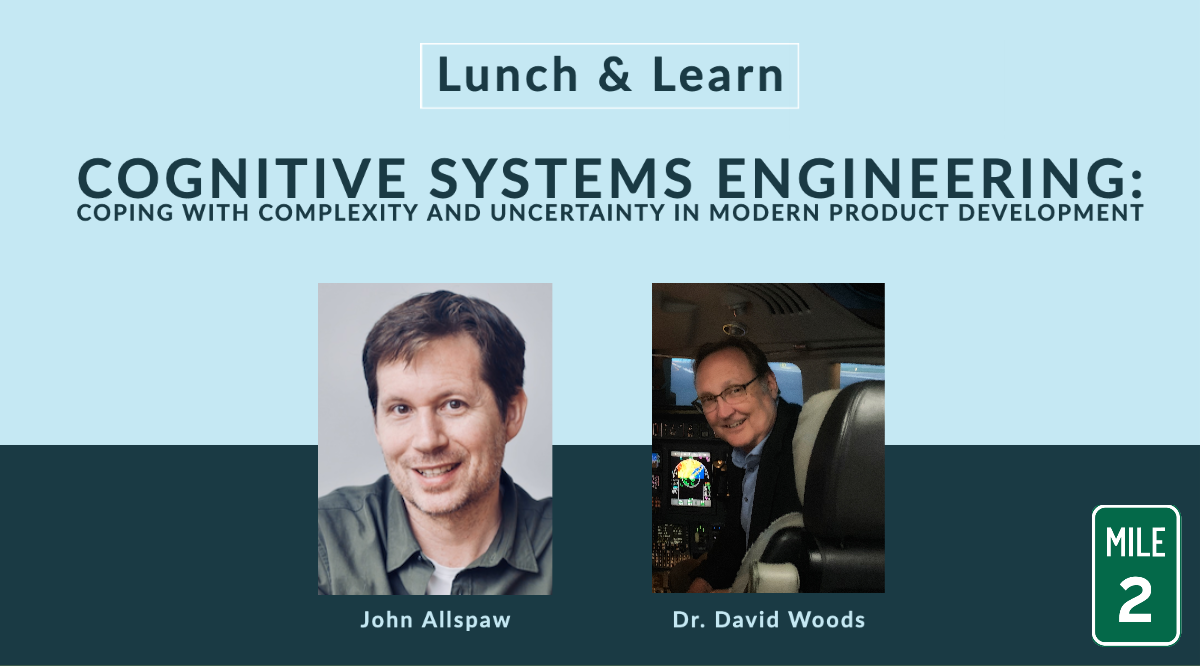 Lunch & Learn
COGNITIVE SYSTEMS ENGINEERING:
COPING WITH COMPLEXITY AND UNCERTAINTY IN MODERN PRODUCT DEVELOPMENT
John Allspaw
Dr. David Woods
MILE
2